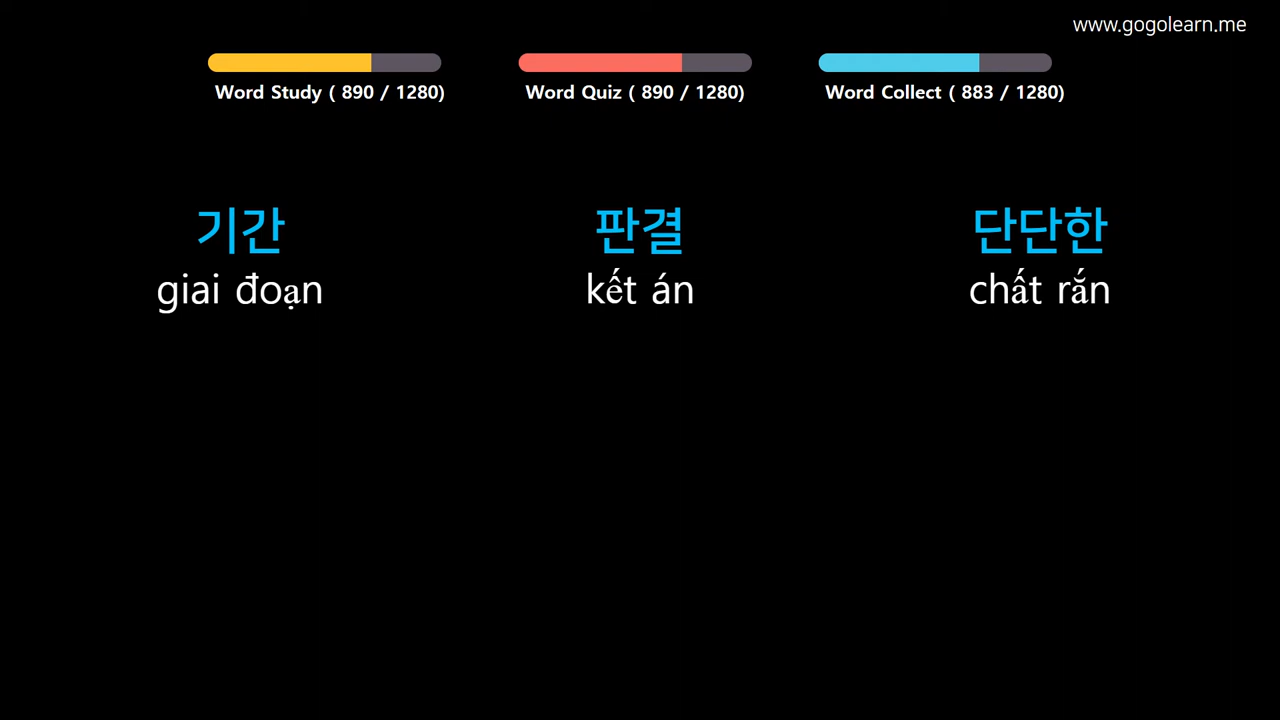 www.gogolearn.me
Word Study ( 890 / 1280)
Word Quiz ( 890 / 1280)
Word Collect ( 883 / 1280)
기간
판결
단단한
giai đoạn
kết án
chất rắn